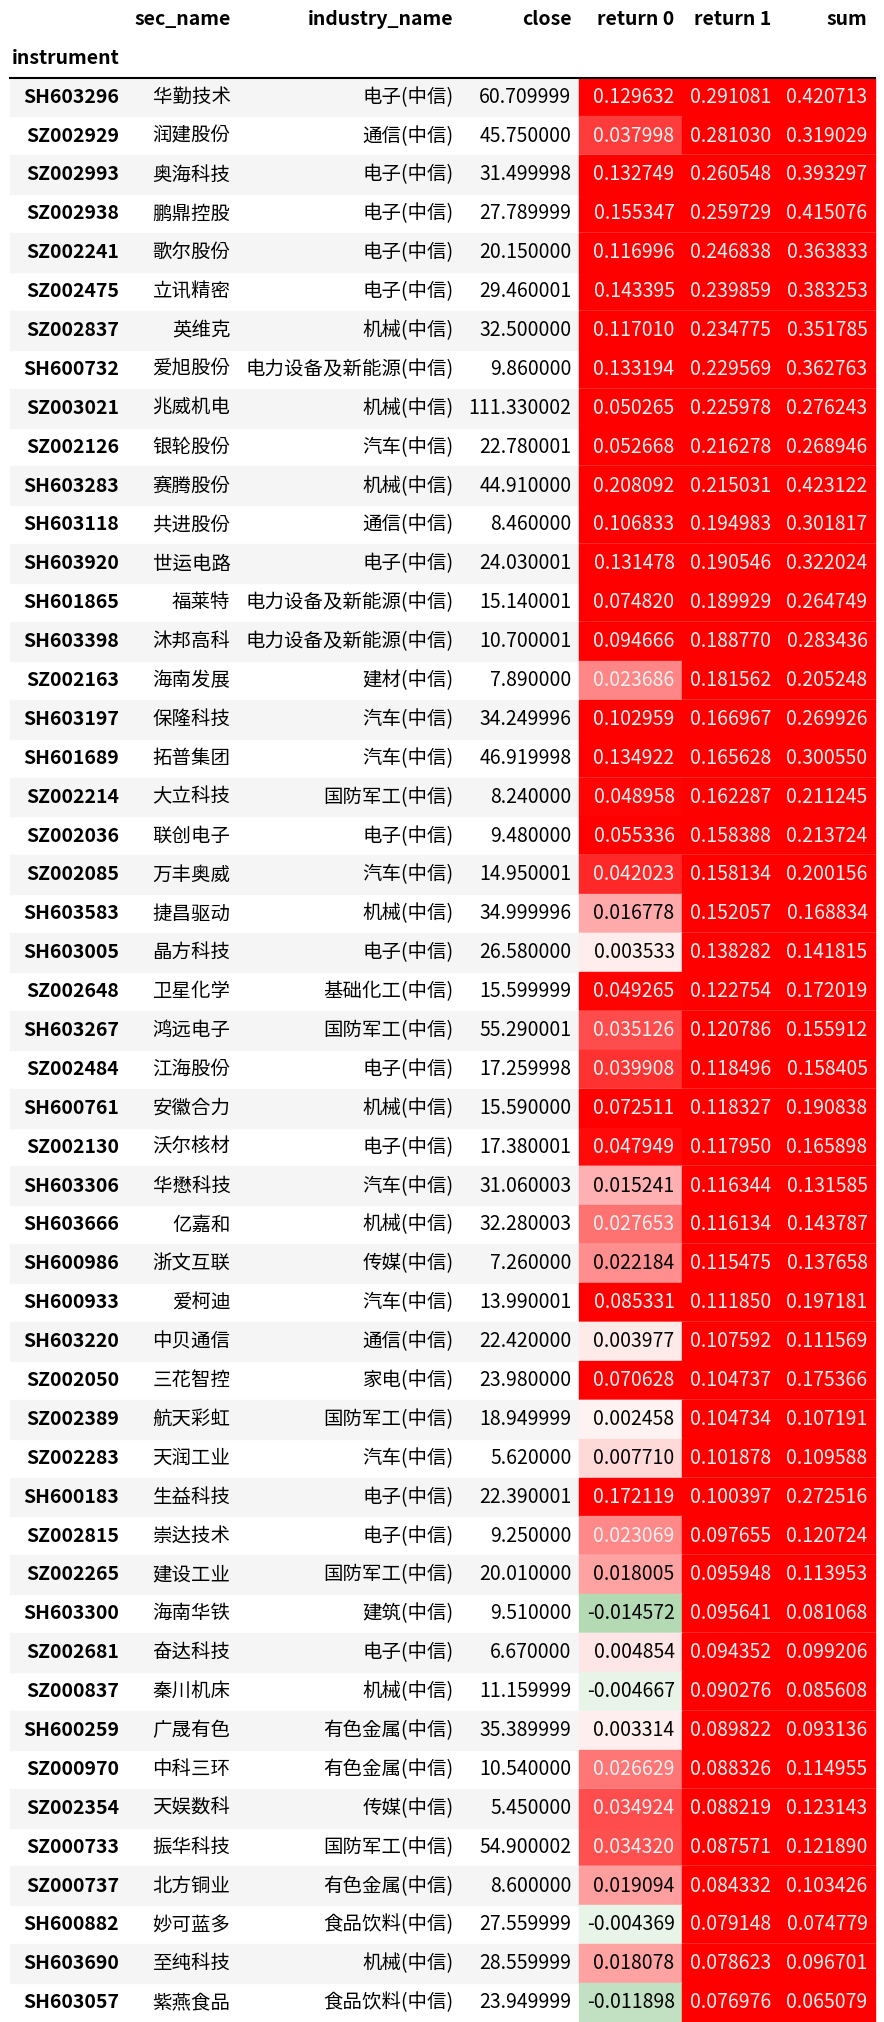 sec_name industry_name close return 0 return 1 sum
instrument
SH603296 华勤技术 电子(中信) 60.709999 0.129632 0.291081 0.420713
SZ002929 润建股份 通信(中信) 45.750000 0.037998 0.281030 0.319029
SZ002993 奥海科技 电子(中信) 31.499998 0.132749 0.260548 0.393297
SZ002938 鹏鼎控股 电子(中信) 27.789999 0.155347 0.259729 0.415076
SZ002241 歌尔股份 电子(中信) 20.150000 0.116996 0.246838 0.363833
SZ002475 立讯精密 电子(中信) 29.460001 0.143395 0.239859 0.383253
SZ002837 英维克 机械(中信) 32.500000 0.117010 0.234775 0.351785
SH600732 爱旭股份 电力设备及新能源(中信) 9.860000 0.133194 0.229569 0.362763
SZ003021 兆威机电 机械(中信) 111.330002 0.050265 0.225978 0.276243
SZ002126 银轮股份 汽车(中信) 22.780001 0.052668 0.216278 0.268946
SH603283 赛腾股份 机械(中信) 44.910000 0.208092 0.215031 0.423122
SH603118 共进股份 通信(中信) 8.460000 0.106833 0.194983 0.301817
SH603920 世运电路 电子(中信) 24.030001 0.131478 0.190546 0.322024
SH601865 福莱特 电力设备及新能源(中信) 15.140001 0.074820 0.189929 0.264749
SH603398 沐邦高科 电力设备及新能源(中信) 10.700001 0.094666 0.188770 0.283436
SZ002163 海南发展 建材(中信) 7.890000 0.023686 0.181562 0.205248
SH603197 保隆科技 汽车(中信) 34.249996 0.102959 0.166967 0.269926
SH601689 拓普集团 汽车(中信) 46.919998 0.134922 0.165628 0.300550
SZ002214 大立科技 国防军工(中信) 8.240000 0.048958 0.162287 0.211245
SZ002036 联创电子 电子(中信) 9.480000 0.055336 0.158388 0.213724
SZ002085 万丰奥威 汽车(中信) 14.950001 0.042023 0.158134 0.200156
SH603583 捷昌驱动 机械(中信) 34.999996 0.016778 0.152057 0.168834
SH603005 晶方科技 电子(中信) 26.580000 0.003533 0.138282 0.141815
SZ002648 卫星化学 基础化工(中信) 15.599999 0.049265 0.122754 0.172019
SH603267 鸿远电子 国防军工(中信) 55.290001 0.035126 0.120786 0.155912
SZ002484 江海股份 电子(中信) 17.259998 0.039908 0.118496 0.158405
SH600761 安徽合力 机械(中信) 15.590000 0.072511 0.118327 0.190838
SZ002130 沃尔核材 电子(中信) 17.380001 0.047949 0.117950 0.165898
SH603306 华懋科技 汽车(中信) 31.060003 0.015241 0.116344 0.131585
SH603666 亿嘉和 机械(中信) 32.280003 0.027653 0.116134 0.143787
SH600986 浙文互联 传媒(中信) 7.260000 0.022184 0.115475 0.137658
SH600933 爱柯迪 汽车(中信) 13.990001 0.085331 0.111850 0.197181
SH603220 中贝通信 通信(中信) 22.420000 0.003977 0.107592 0.111569
SZ002050 三花智控 家电(中信) 23.980000 0.070628 0.104737 0.175366
SZ002389 航天彩虹 国防军工(中信) 18.949999 0.002458 0.104734 0.107191
SZ002283 天润工业 汽车(中信) 5.620000 0.007710 0.101878 0.109588
SH600183 生益科技 电子(中信) 22.390001 0.172119 0.100397 0.272516
SZ002815 崇达技术 电子(中信) 9.250000 0.023069 0.097655 0.120724
SZ002265 建设工业 国防军工(中信) 20.010000 0.018005 0.095948 0.113953
SH603300 海南华铁 建筑(中信) 9.510000 -0.014572 0.095641 0.081068
SZ002681 奋达科技 电子(中信) 6.670000 0.004854 0.094352 0.099206
SZ000837 秦川机床 机械(中信) 11.159999 -0.004667 0.090276 0.085608
SH600259 广晟有色 有色金属(中信) 35.389999 0.003314 0.089822 0.093136
SZ000970 中科三环 有色金属(中信) 10.540000 0.026629 0.088326 0.114955
SZ002354 天娱数科 传媒(中信) 5.450000 0.034924 0.088219 0.123143
SZ000733 振华科技 国防军工(中信) 54.900002 0.034320 0.087571 0.121890
SZ000737 北方铜业 有色金属(中信) 8.600000 0.019094 0.084332 0.103426
SH600882 妙可蓝多 食品饮料(中信) 27.559999 -0.004369 0.079148 0.074779
SH603690 至纯科技 机械(中信) 28.559999 0.018078 0.078623 0.096701
SH603057 紫燕食品 食品饮料(中信) 23.949999 -0.011898 0.076976 0.065079